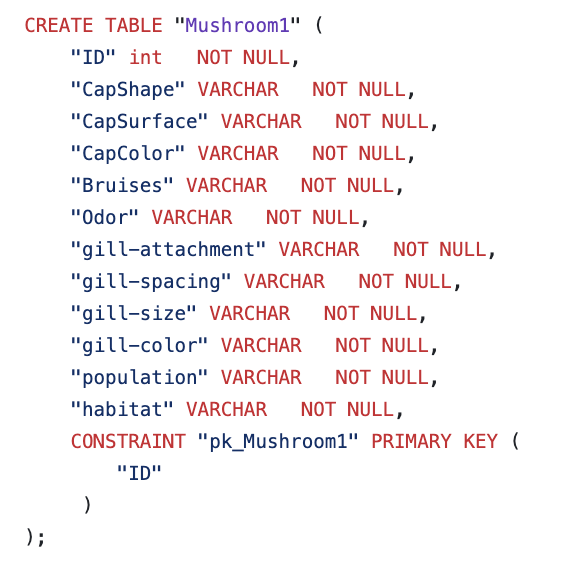 CREATE TABLE "Mushroom1" (
    "ID" int   NOT NULL,
    "CapShape" VARCHAR   NOT NULL,
    "CapSurface" VARCHAR   NOT NULL,
    "CapColor" VARCHAR   NOT NULL,
    "Bruises" VARCHAR   NOT NULL,
    "Odor" VARCHAR   NOT NULL,
    "gill-attachment" VARCHAR   NOT NULL,
    "gill-spacing" VARCHAR   NOT NULL,
    "gill-size" VARCHAR   NOT NULL,
    "gill-color" VARCHAR   NOT NULL,
    "population" VARCHAR   NOT NULL,
    "habitat" VARCHAR   NOT NULL,
    CONSTRAINT "pk_Mushroom1" PRIMARY KEY (
        "ID"
     )
);